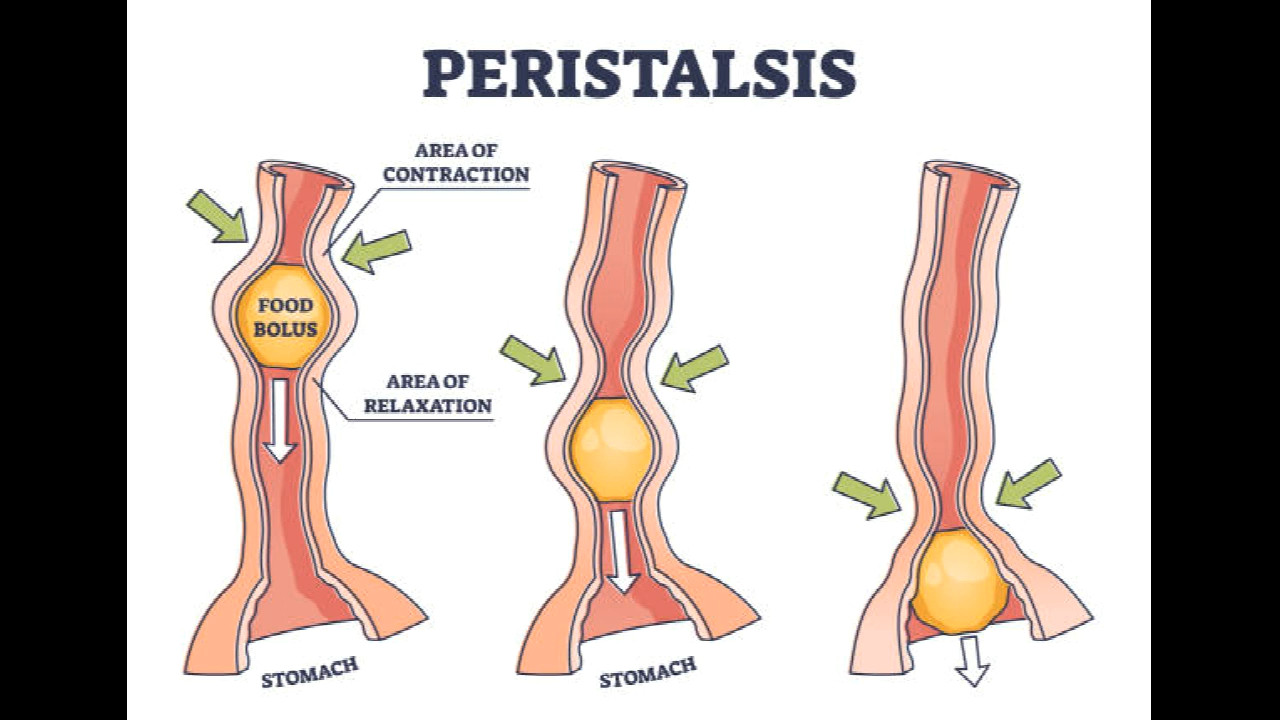 PERISTALSIS
AREA OF
CONTRACTION
FOOD
BOLUS
AREA OF
RELAXATION
STOMACH
STOMACH